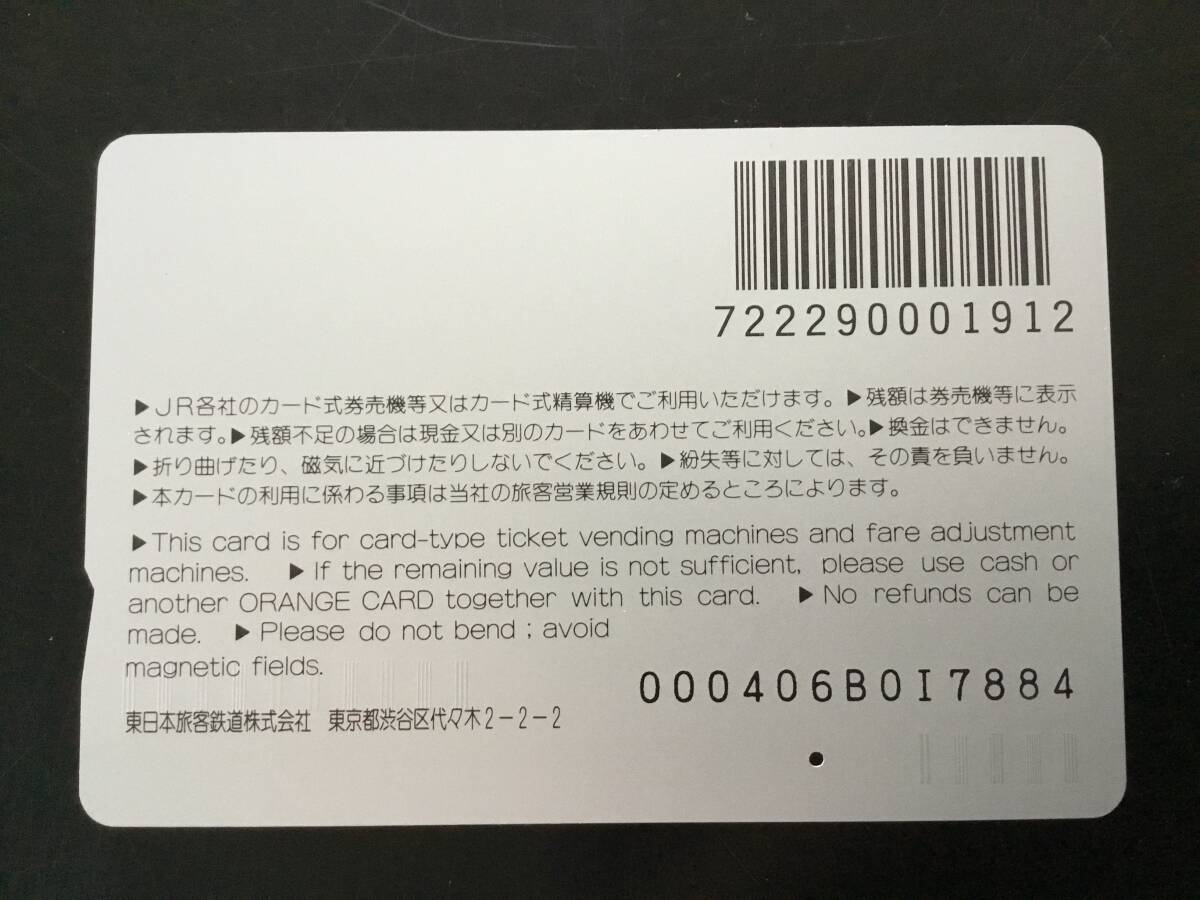 722290001912
▶JR各社のカード式券売機等又はカード式精算機でご利用いただけます。▶残額は券売機等に表示
されます。▶残額不足の場合は現金又は別のカードをあわせてご利用ください。▶換金はできません。
▶折り曲げたり、磁気に近づけたりしないでください。▶紛失等に対しては、その責を負いません。
▶本カードの利用に係わる事項は当社の旅客営業規則の定めるところによります。
▶This card is for card-type ticket vending machines and fare adjustment
machines. ▶If the remaining value is not sufficient, please use cash or
another ORANGE CARD together with this card. ▶No refunds can be
made. ▶Please do not bend; avoid
magnetic fields.
000406B0I7884
東日本旅客鉄道株式会社 東京都渋谷区代々木2-2-2